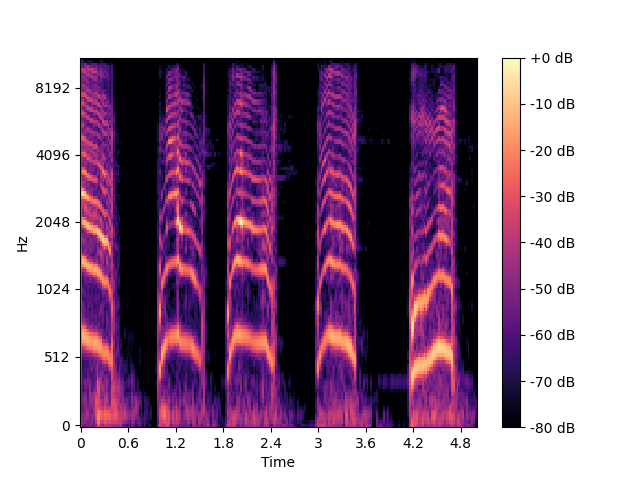 8192
4096
2048
1024
512
0
Hz
0 0.6 1.2 1.8 2.4 3 3.6 4.2 4.8
Time
+0 dB
-10 dB
-20 dB
-30 dB
-40 dB
-50 dB
-60 dB
-70 dB
-80 dB